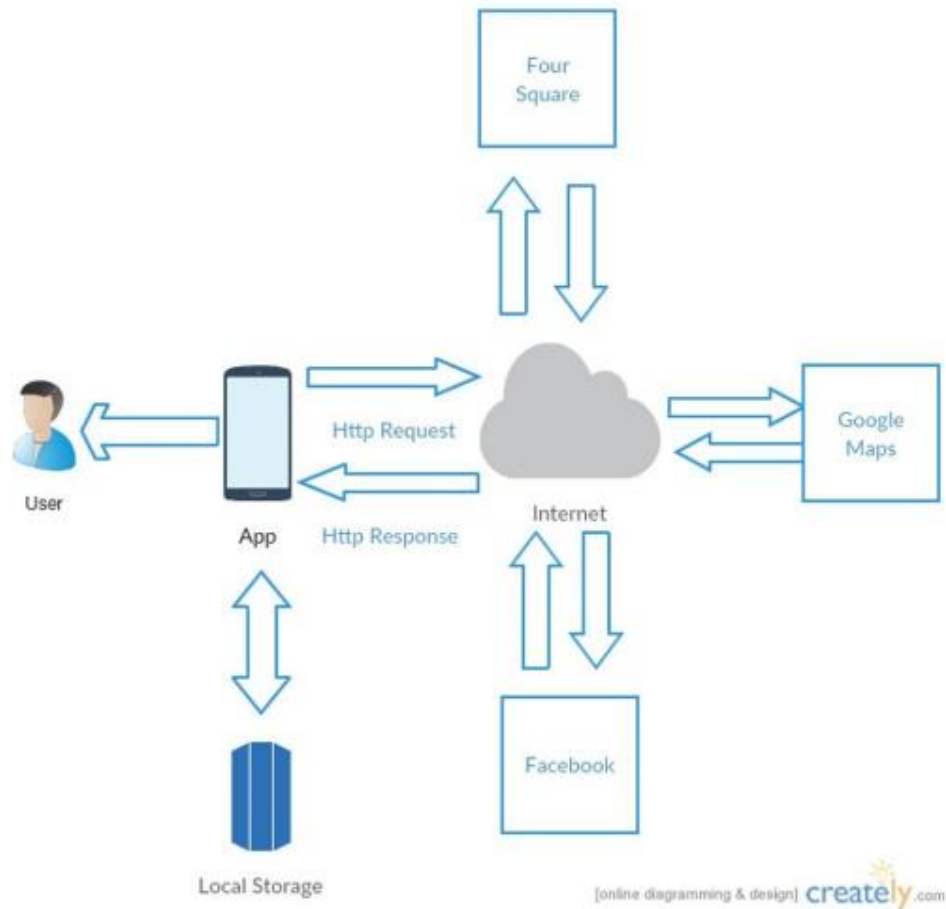 Four
Square
Http Request
Google
Maps
User
App
Http Response
Internet
Facebook
Local Storage
[online diagramming & design] creately.com